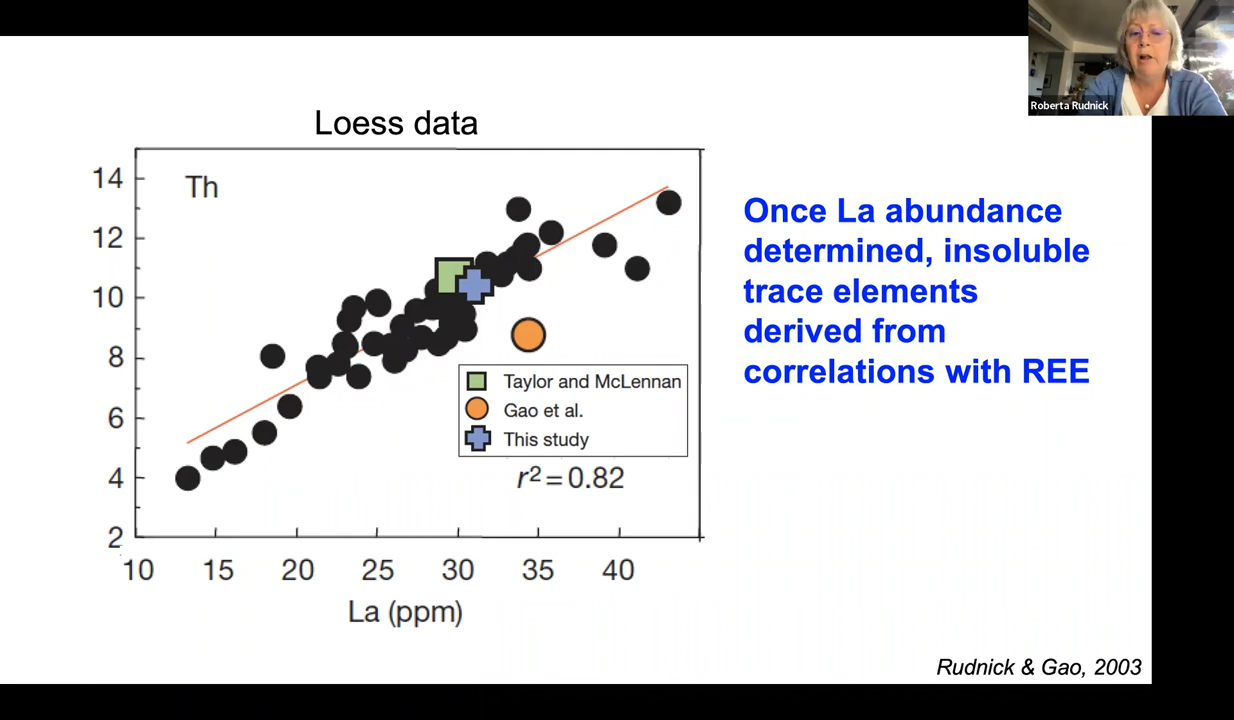 Roberta Rudnick
Loess data
Th
14
12
10
8
6
4
2
10 15 20 25 30 35 40
La (ppm)
Taylor and McLennan
Gao et al.
This study
r² = 0.82
Once La abundance
determined, insoluble
trace elements
derived from
correlations with REE
Rudnick & Gao, 2003